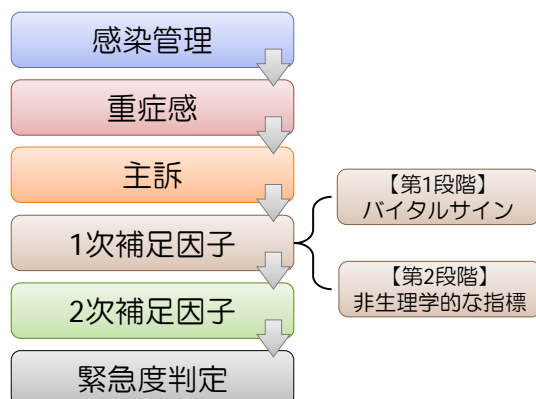 感染管理
重症感
主訴
1次補足因子
【第1段階】
バイタルサイン
【第2段階】
非生理学的な指標
2次補足因子
緊急度判定